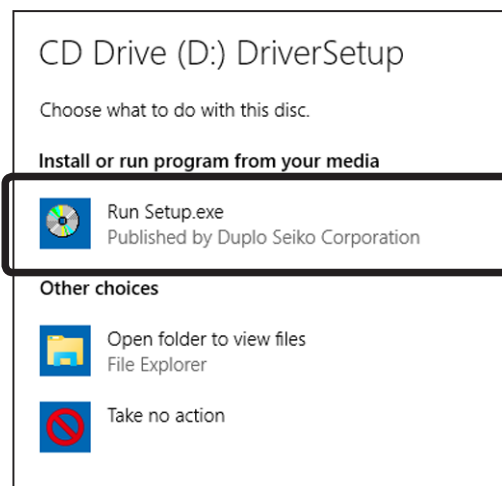 CD Drive (D:) DriverSetup
Choose what to do with this disc.
Install or run program from your media
Run Setup.exe
Published by Duplo Seiko Corporation
Other choices
Open folder to view files
File Explorer
Take no action